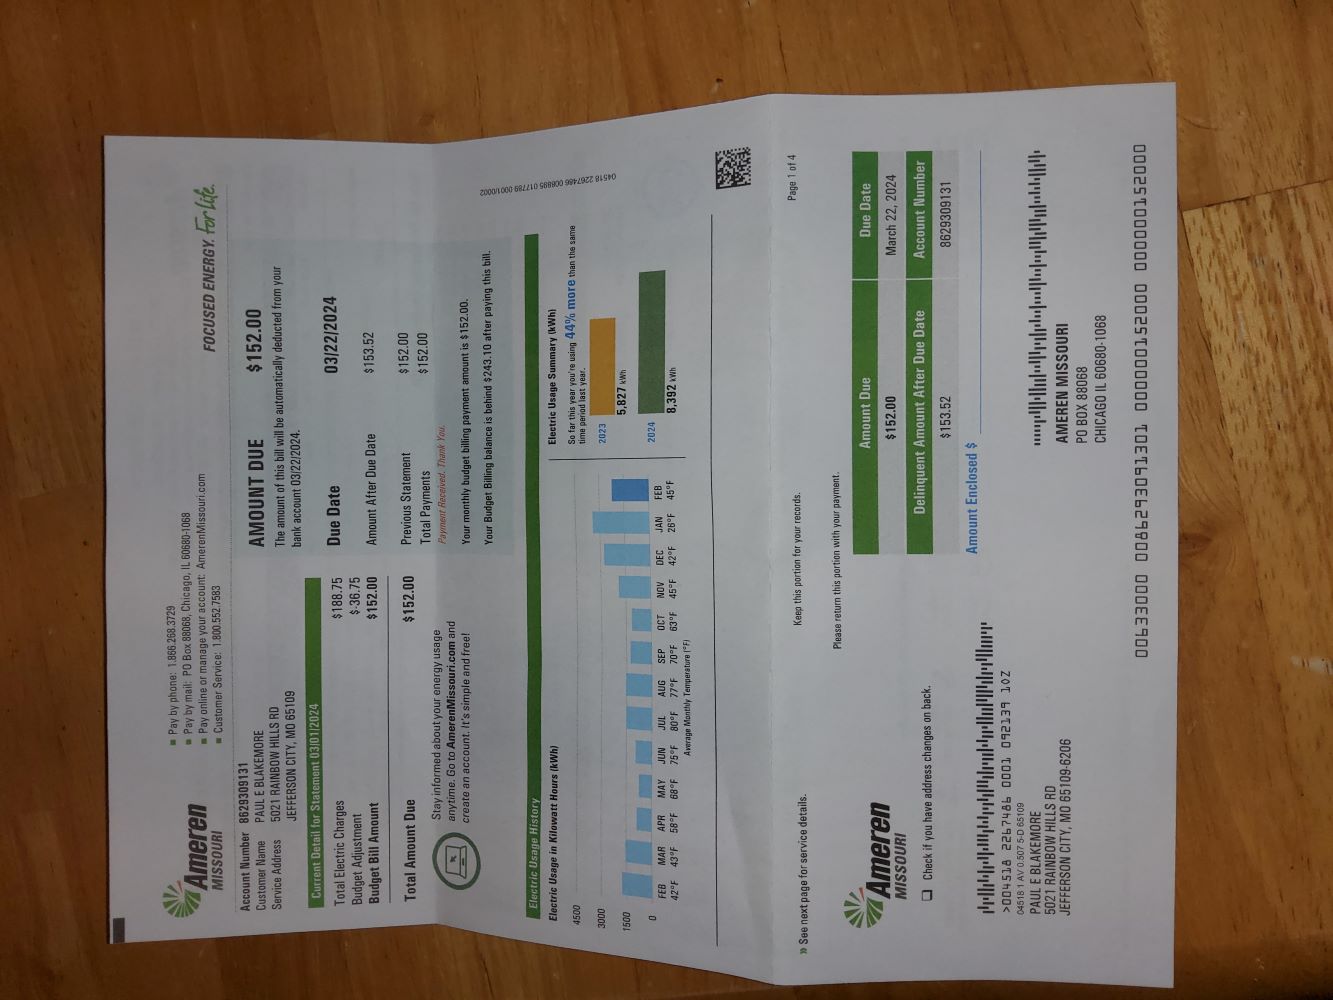 Ameren
MISSOURI
Pay by phone: 1.866.268.3729
Pay by mail: PO Box 88068, Chicago, IL 60680-1068
Pay online or manage your account: AmerenMissouri.com
Customer Service: 1.800.552.7583
FOCUSED ENERGY. For life.
Account Number 8629309131
Customer Name PAUL E BLAKEMORE
Service Address 5021 RAINBOW HILLS RD
JEFFERSON CITY, MO 65109
Current Detail for Statement 03/01/2024
Total Electric Charges $188.75
Budget Adjustment $-36.75
Budget Bill Amount $152.00
Total Amount Due $152.00
Stay informed about your energy usage
anytime. Go to AmerenMissouri.com and
create an account. It's simple and free!
AMOUNT DUE $152.00
The amount of this bill will be automatically deducted from your
bank account 03/22/2024.
Due Date 03/22/2024
Amount After Due Date $153.52
Previous Statement $152.00
Total Payments $152.00
Payment Received. Thank You.
Your monthly budget billing payment amount is $152.00.
Your Budget Billing balance is behind $243.10 after paying this bill.
04518 2267486 008895 017789 0001/0002
Electric Usage History
Electric Usage in Kilowatt Hours (kWh)
4500
3000
1500
0
FEB MAR APR MAY JUN JUL AUG SEP OCT NOV DEC JAN FEB
42°F 43°F 58°F 68°F 75°F 80°F 77°F 70°F 63°F 45°F 42°F 26°F 45°F
Average Monthly Temperature (°F)
Electric Usage Summary (kWh)
So far this year you're using 44% more than the same
time period last year.
2023
5,827 kWh
2024
8,392 kWh
» See next page for service details.
Keep this portion for your records.
Page 1 of 4
Please return this portion with your payment.
Ameren
MISSOURI
Check if you have address changes on back.
Amount Due Due Date
$152.00 March 22, 2024
Delinquent Amount After Due Date Account Number
$153.52 8629309131
Amount Enclosed $
>004518 2267486 0001 092139 10Z
04518 1 AV 0.507 5-D 65109
PAUL E BLAKEMORE
5021 RAINBOW HILLS RD
JEFFERSON CITY, MO 65109-6206
AMEREN MISSOURI
PO BOX 88068
CHICAGO IL 60680-1068
00633000 0086293091301 000000152000 000000152000